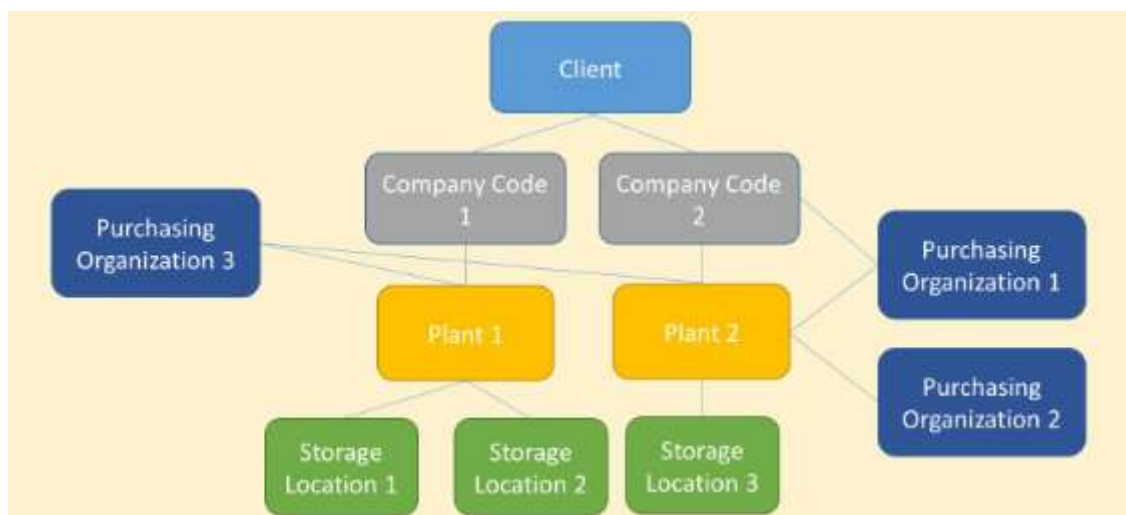 Client
Company Code
1
Company Code
2
Purchasing
Organization 3
Purchasing
Organization 1
Plant 1
Plant 2
Purchasing
Organization 2
Storage
Location 1
Storage
Location 2
Storage
Location 3